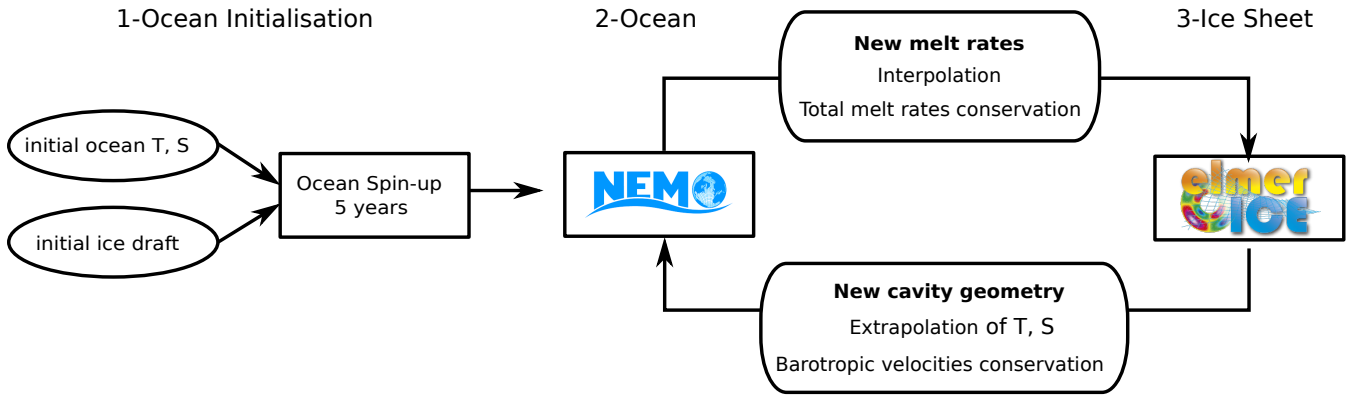 1-Ocean Initialisation
2-Ocean
3-Ice Sheet
initial ocean T, S
initial ice draft
Ocean Spin-up
5 years
NEMO
New melt rates
Interpolation
Total melt rates conservation
elmer
ICE
New cavity geometry
Extrapolation of T, S
Barotropic velocities conservation